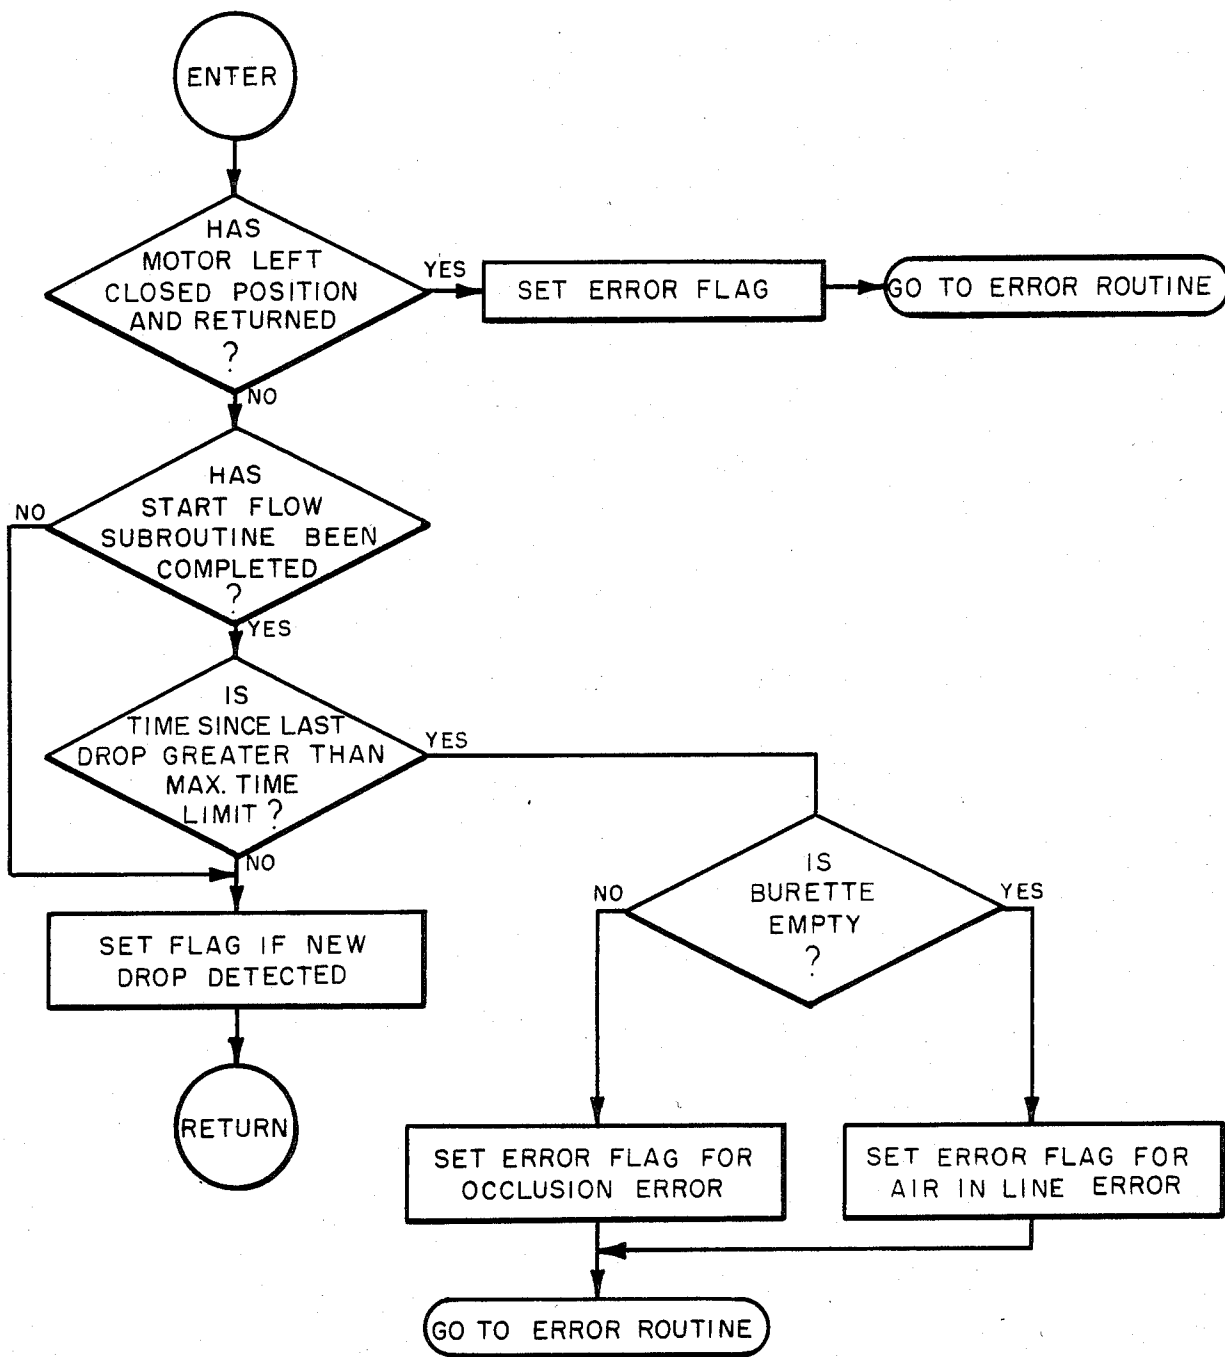 ENTER
HAS
MOTOR LEFT
CLOSED POSITION
AND RETURNED
?
YES
SET ERROR FLAG
GO TO ERROR ROUTINE
NO
HAS
START FLOW
SUBROUTINE BEEN
COMPLETED
?
NO
YES
IS
TIME SINCE LAST
DROP GREATER THAN
MAX. TIME
LIMIT ?
YES
NO
IS
BURETTE
EMPTY
?
NO
YES
SET FLAG IF NEW
DROP DETECTED
RETURN
SET ERROR FLAG FOR
OCCLUSION ERROR
SET ERROR FLAG FOR
AIR IN LINE ERROR
GO TO ERROR ROUTINE